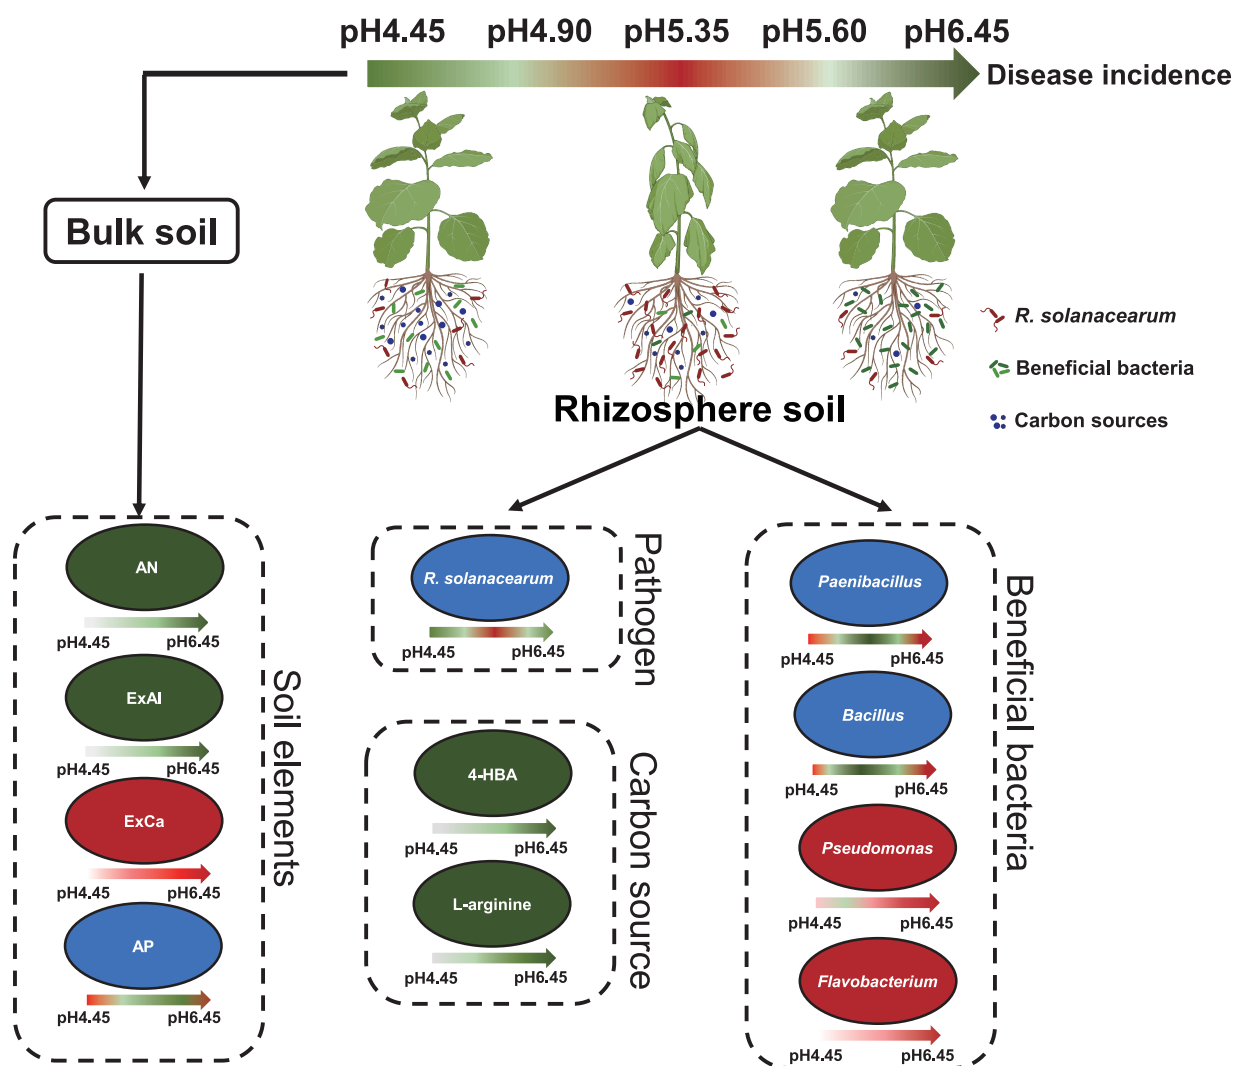 pH4.45 pH4.90 pH5.35 pH5.60 pH6.45
Disease incidence
Bulk soil
R. solanacearum
Beneficial bacteria
Carbon sources
Rhizosphere soil
AN
pH4.45 pH6.45
ExAl
pH4.45 pH6.45
ExCa
pH4.45 pH6.45
AP
pH4.45 pH6.45
Soil elements
R. solanacearum
pH4.45 pH6.45
Pathogen
4-HBA
pH4.45 pH6.45
L-arginine
pH4.45 pH6.45
Carbon source
Paenibacillus
pH4.45 pH6.45
Bacillus
pH4.45 pH6.45
Pseudomonas
pH4.45 pH6.45
Flavobacterium
pH4.45 pH6.45
Beneficial bacteria